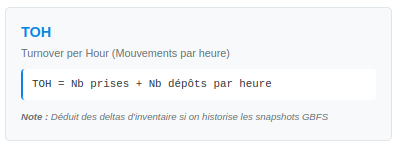 TOH
Turnover per Hour (Mouvements par heure)
TOH = Nb prises + Nb dépôts par heure
Note : Déduit des deltas d'inventaire si on historise les snapshots GBFS